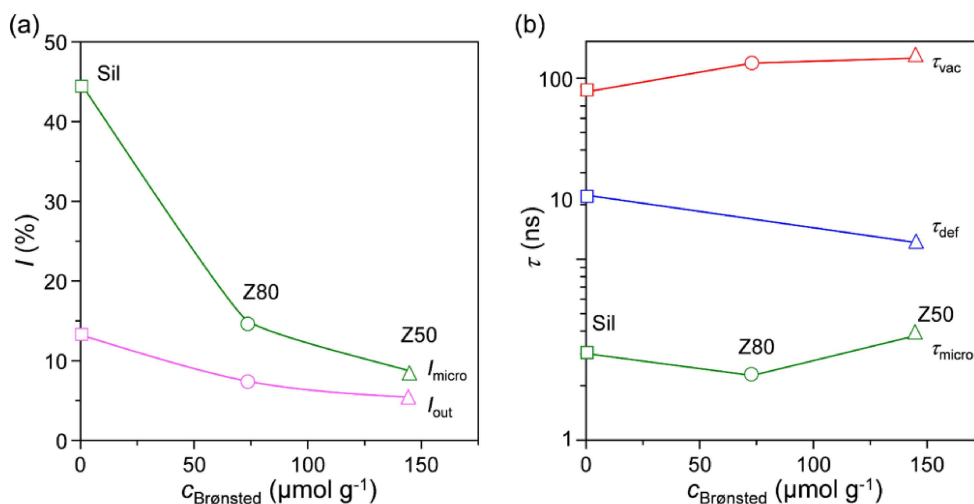 (a)
50
40
30
20
10
0
I (%)
Sil
Z80
Z50
I_micro
I_out
0 50 100 150
c_Brønsted (µmol g⁻¹)
(b)
100
10
1
τ (ns)
τ_vac
τ_def
Sil
Z80
Z50
τ_micro
0 50 100 150
c_Brønsted (µmol g⁻¹)